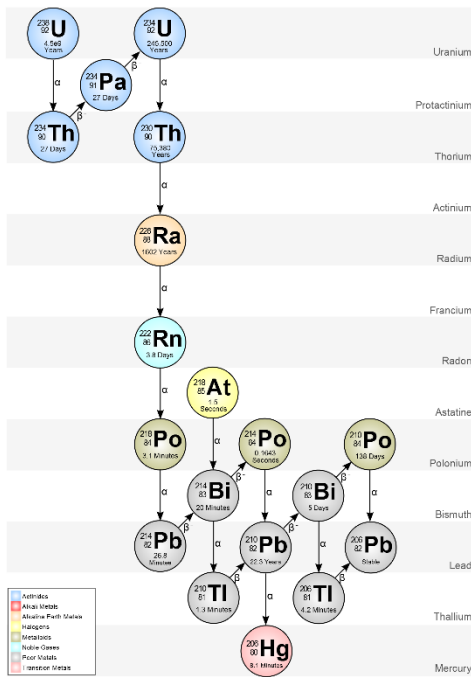 238
92 U
4.5e9
Years
234
92 U
245,500
Years
Uranium
α
α
β⁻
234
91 Pa
27 Days
Protactinium
β⁻
234
90 Th
27 Days
230
90 Th
75,380
Years
Thorium
α
Actinium
226
88 Ra
1602 Years
Radium
α
Francium
222
86 Rn
3.8 Days
Radon
α
218
85 At
1.5
Seconds
Astatine
218
84 Po
3.1 Minutes
214
84 Po
0.1643
Seconds
210
84 Po
138 Days
Polonium
α
α
β⁻
β⁻
214
83 Bi
20 Minutes
210
83 Bi
5 Days
Bismuth
α
α
β
β⁻
214
82 Pb
26.8
Minutes
210
82 Pb
22.3 Years
206
82 Pb
Stable
Lead
α
α
β
β
210
81 Tl
1.3 Minutes
206
81 Tl
4.2 Minutes
Thallium
α
206
80 Hg
8.1 Minutes
Mercury
Actinides
Alkali Metals
Alkaline Earth Metals
Halogens
Metalloids
Noble Gases
Poor Metals
Transition Metals